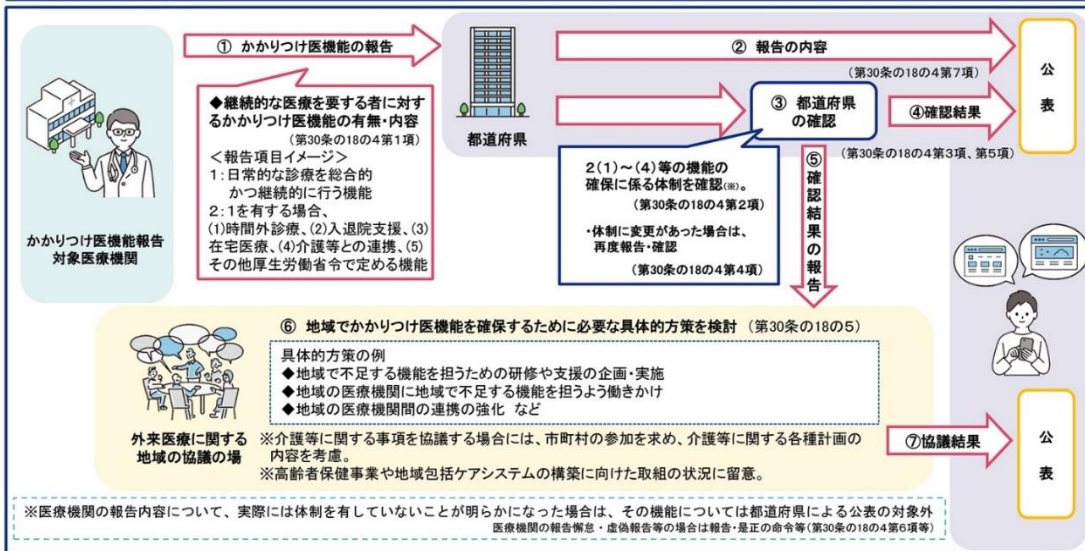 ① かかりつけ医機能の報告
② 報告の内容
(第30条の18の4第7項)
公
表
◆継続的な医療を要する者に対す
るかかりつけ医機能の有無・内容
(第30条の18の4第1項)
<報告項目イメージ>
1:日常的な診療を総合的
かつ継続的に行う機能
2:1を有する場合、
(1)時間外診療、(2)入退院支援、(3)
在宅医療、(4)介護等との連携、(5)
その他厚生労働省令で定める機能
かかりつけ医機能報告
対象医療機関
都道府県
③ 都道府県
の確認
④確認結果
(第30条の18の4第3項、第5項)
2(1)~(4)等の機能の
確保に係る体制を確認(※)。
(第30条の18の4第2項)
・体制に変更があった場合は、
再度報告・確認
(第30条の18の4第4項)
⑤確認結果の報告
⑥ 地域でかかりつけ医機能を確保するために必要な具体的方策を検討 (第30条の18の5)
具体的方策の例
◆地域で不足する機能を担うための研修や支援の企画・実施
◆地域の医療機関に地域で不足する機能を担うよう働きかけ
◆地域の医療機関間の連携の強化 など
外来医療に関する
地域の協議の場
※介護等に関する事項を協議する場合には、市町村の参加を求め、介護等に関する各種計画の
内容を考慮。
※高齢者保健事業や地域包括ケアシステムの構築に向けた取組の状況に留意。
⑦協議結果
公
表
※医療機関の報告内容について、実際には体制を有していないことが明らかになった場合は、その機能については都道府県による公表の対象外
医療機関の報告懈怠・虚偽報告等の場合は報告・是正の命令等(第30条の18の4第6項等)